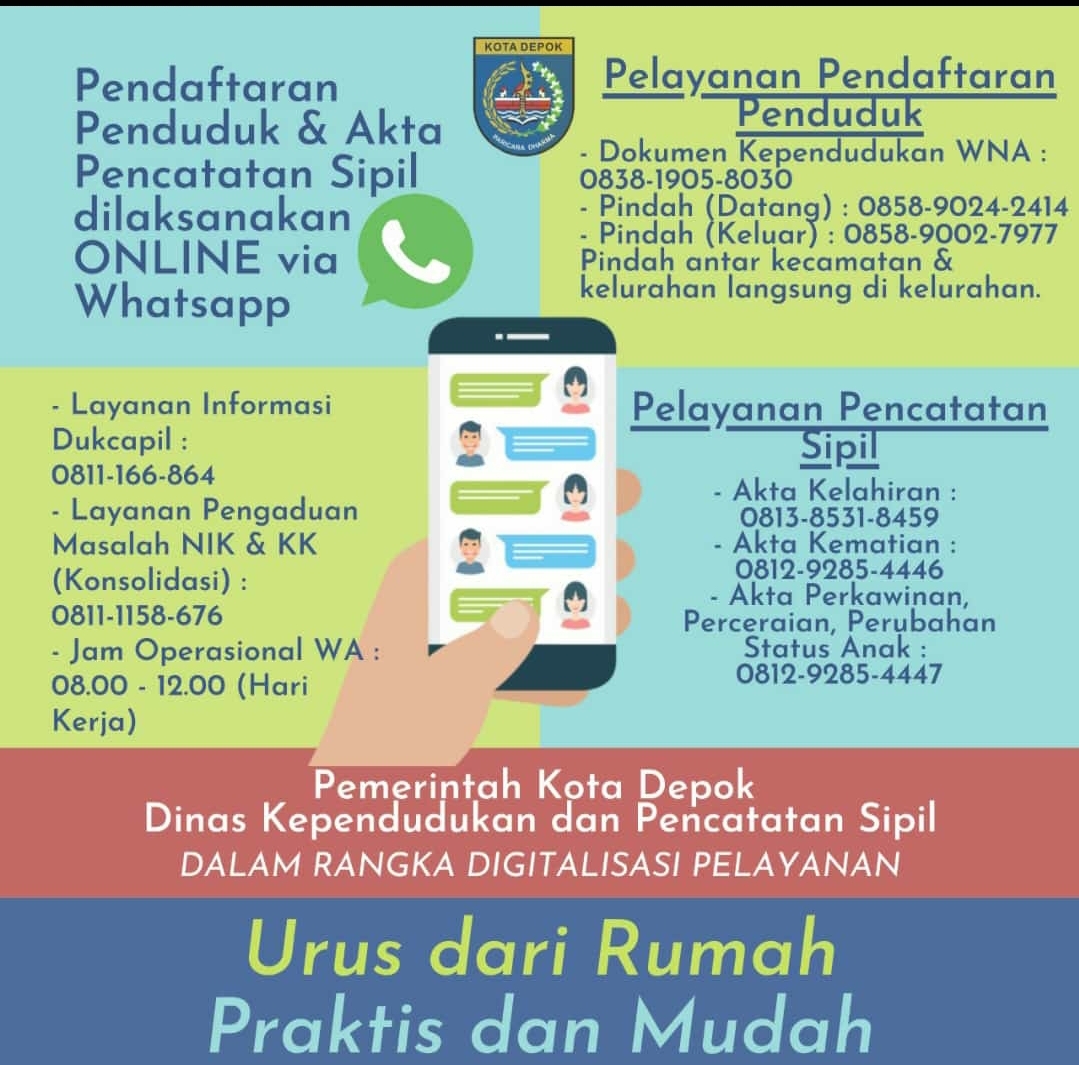 Pendaftaran
Penduduk & Akta
Pencatatan Sipil
dilaksanakan
ONLINE via
Whatsapp
KOTA DEPOK
PARICARA DHARMA
Pelayanan Pendaftaran
Penduduk
- Dokumen Kependudukan WNA :
0838-1905-8030
- Pindah (Datang) : 0858-9024-2414
- Pindah (Keluar) : 0858-9002-7977
Pindah antar kecamatan &
kelurahan langsung di kelurahan.
- Layanan Informasi
Dukcapil :
0811-166-864
- Layanan Pengaduan
Masalah NIK & KK
(Konsolidasi) :
0811-1158-676
- Jam Operasional WA :
08.00 - 12.00 (Hari
Kerja)
Pelayanan Pencatatan
Sipil
- Akta Kelahiran :
0813-8531-8459
- Akta Kematian :
0812-9285-4446
- Akta Perkawinan,
Perceraian, Perubahan
Status Anak :
0812-9285-4447
Pemerintah Kota Depok
Dinas Kependudukan dan Pencatatan Sipil
DALAM RANGKA DIGITALISASI PELAYANAN
Urus dari Rumah
Praktis dan Mudah